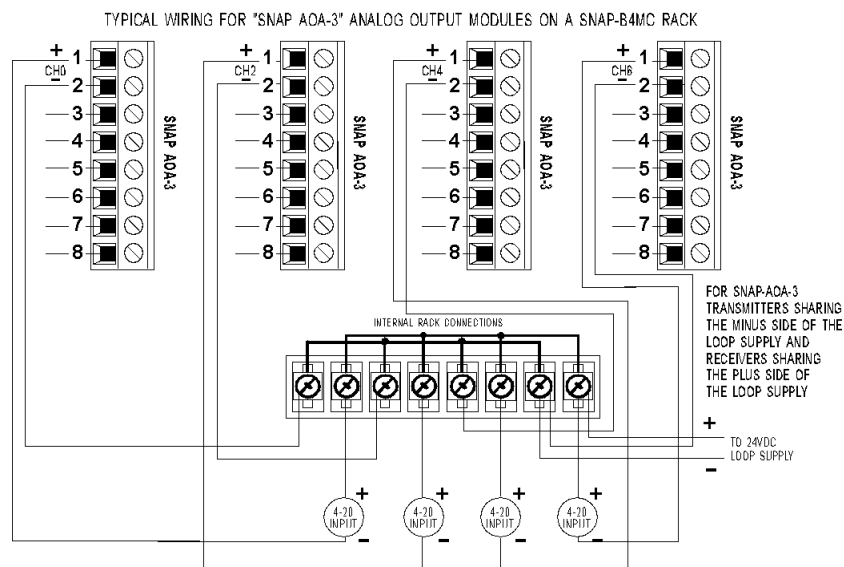 TYPICAL WIRING FOR "SNAP AOA-3" ANALOG OUTPUT MODULES ON A SNAP-B4MC RACK
+ 1
CH0
− 2
3
4
5
6
7
8
SNAP AOA-3
+ 1
CH2
− 2
3
4
5
6
7
8
SNAP AOA-3
+ 1
CH4
− 2
3
4
5
6
7
8
SNAP AOA-3
+ 1
CH6
− 2
3
4
5
6
7
8
SNAP AOA-3
FOR SNAP-AOA-3
TRANSMITTERS SHARING
THE MINUS SIDE OF THE
LOOP SUPPLY AND
RECEIVERS SHARING
THE PLUS SIDE OF
THE LOOP SUPPLY
INTERNAL RACK CONNECTIONS
+
TO 24VDC
LOOP SUPPLY
−
+
4-20
INPUT
−
+
4-20
INPUT
−
+
4-20
INPUT
−
+
4-20
INPUT
−